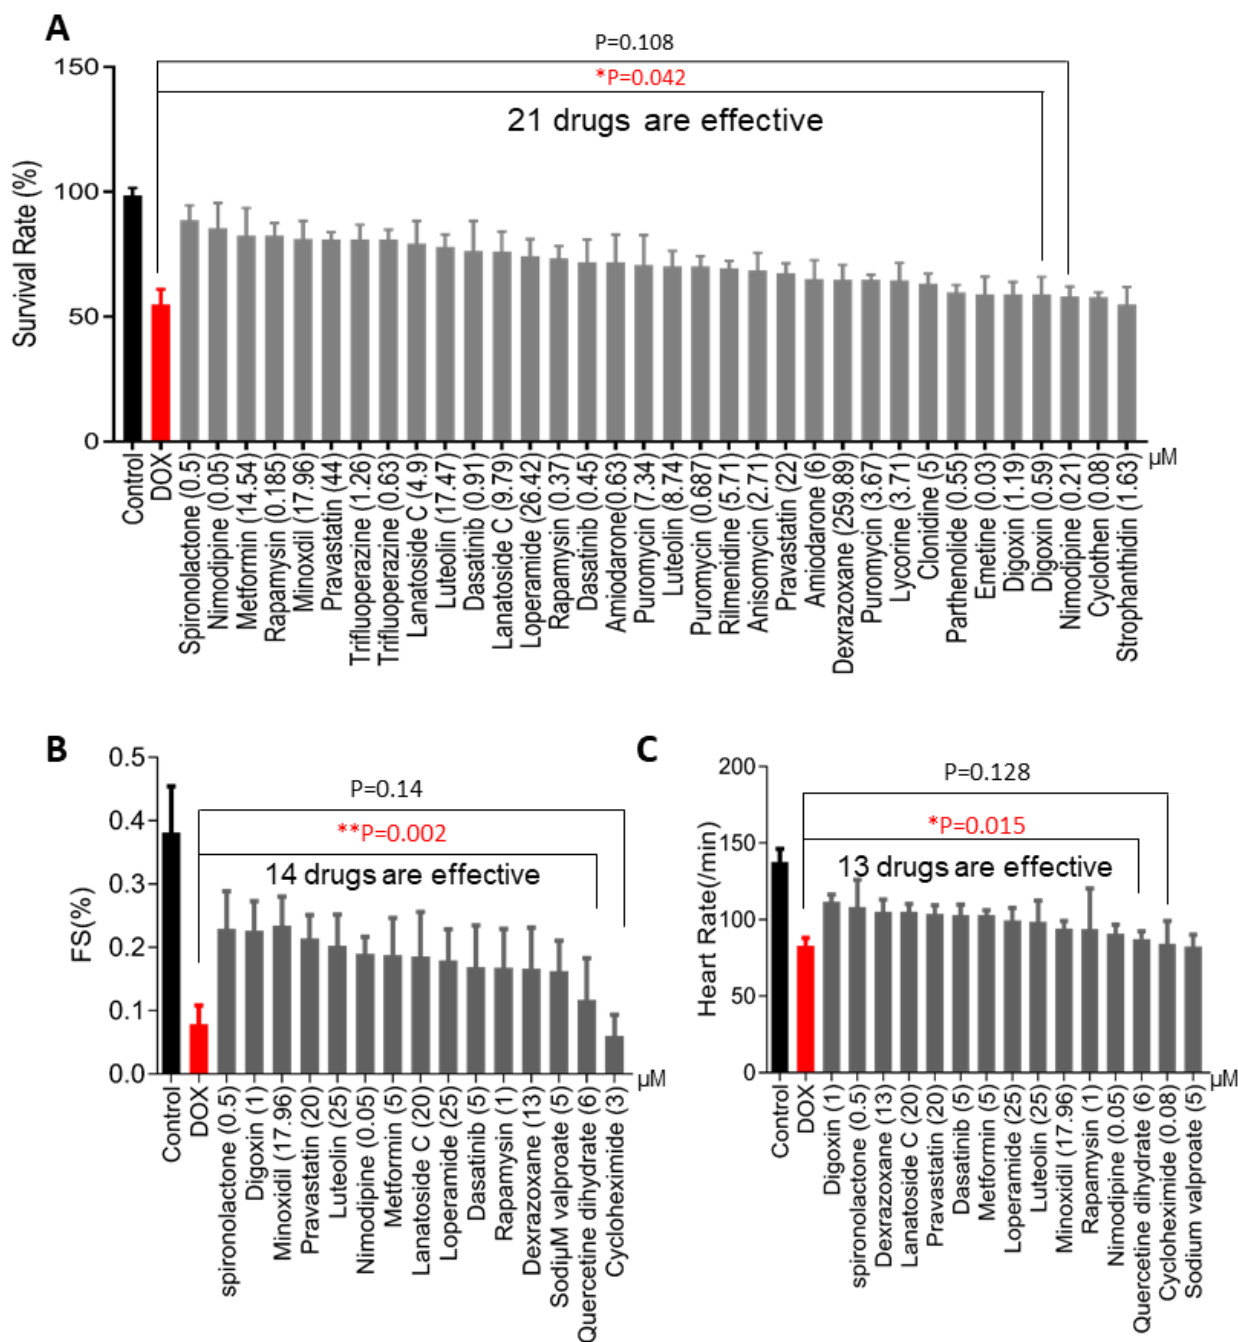 A
P=0.108
*P=0.042
21 drugs are effective
Survival Rate (%)
150
100
50
0
µM
Control
DOX
Spironolactone (0.5)
Nimodipine (0.05)
Metformin (14.54)
Rapamysin (0.185)
Minoxdil (17.96)
Pravastatin (44)
Trifluoperazine (1.26)
Trifluoperazine (0.63)
Lanatoside C (4.9)
Luteolin (17.47)
Dasatinib (0.91)
Lanatoside C (9.79)
Loperamide (26.42)
Rapamysin (0.37)
Dasatinib (0.45)
Amiodarone(0.63)
Puromycin (7.34)
Luteolin (8.74)
Puromycin (0.687)
Rilmenidine (5.71)
Anisomycin (2.71)
Pravastatin (22)
Amiodarone (6)
Dexrazoxane (259.89)
Puromycin (3.67)
Lycorine (3.71)
Clonidine (5)
Parthenolide (0.55)
Emetine (0.03)
Digoxin (1.19)
Digoxin (0.59)
Nimodipine (0.21)
Cyclothen (0.08)
Strophanthidin (1.63)
B
P=0.14
**P=0.002
14 drugs are effective
FS(%)
0.5
0.4
0.3
0.2
0.1
0.0
µM
Control
DOX
spironolactone (0.5)
Digoxin (1)
Minoxidil (17.96)
Pravastatin (20)
Luteolin (25)
Nimodipine (0.05)
Metformin (5)
Lanatoside C (20)
Loperamide (25)
Dasatinib (5)
Rapamysin (1)
Dexrazoxane (13)
SodiµM valproate (5)
Quercetine dihydrate (6)
Cycloheximide (3)
C
P=0.128
*P=0.015
13 drugs are effective
Heart Rate(/min)
200
150
100
50
0
µM
Control
DOX
Digoxin (1)
spironolactone (0.5)
Dexrazoxane (13)
Lanatoside C (20)
Pravastatin (20)
Dasatinib (5)
Metformin (5)
Loperamide (25)
Luteolin (25)
Minoxidil (17.96)
Rapamysin (1)
Nimodipine (0.05)
Quercetine dihydrate (6)
Cycloheximide (0.08)
Sodium valproate (5)